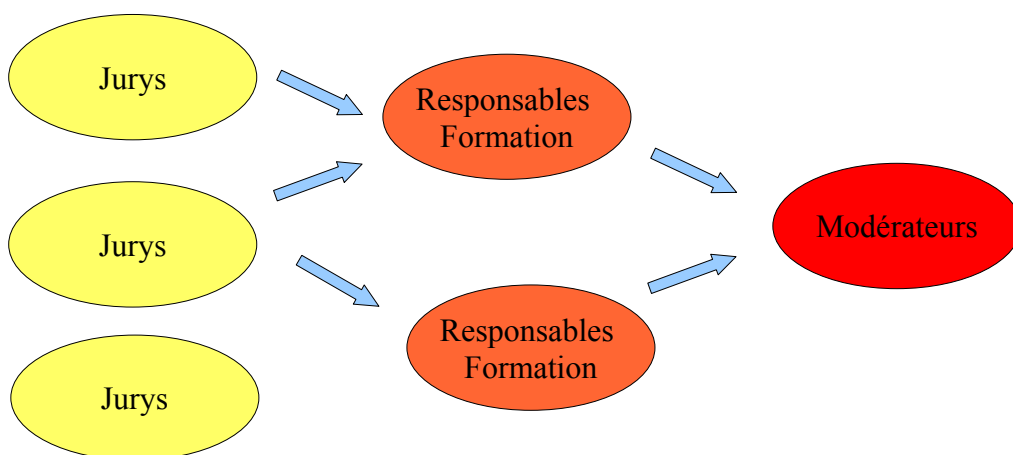 Jurys
Responsables
Formation
Jurys
Modérateurs
Responsables
Formation
Jurys